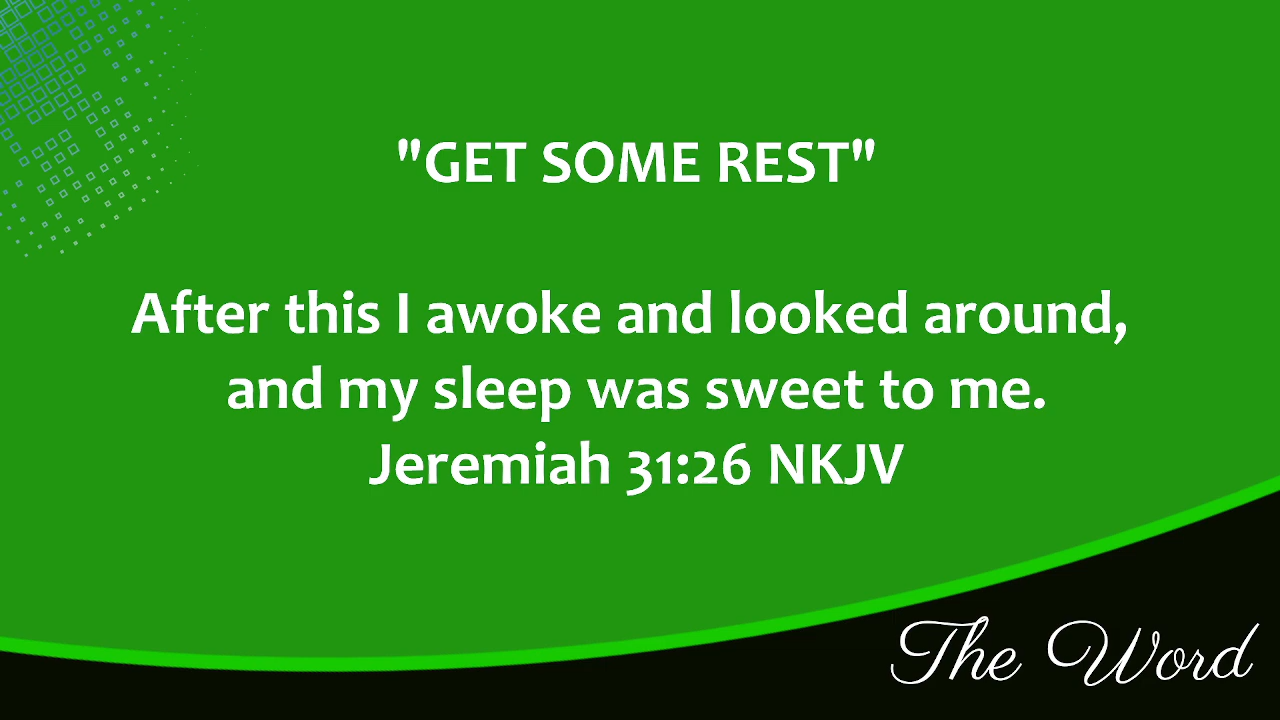 "GET SOME REST"
After this I awoke and looked around,
and my sleep was sweet to me.
Jeremiah 31:26 NKJV
The Word